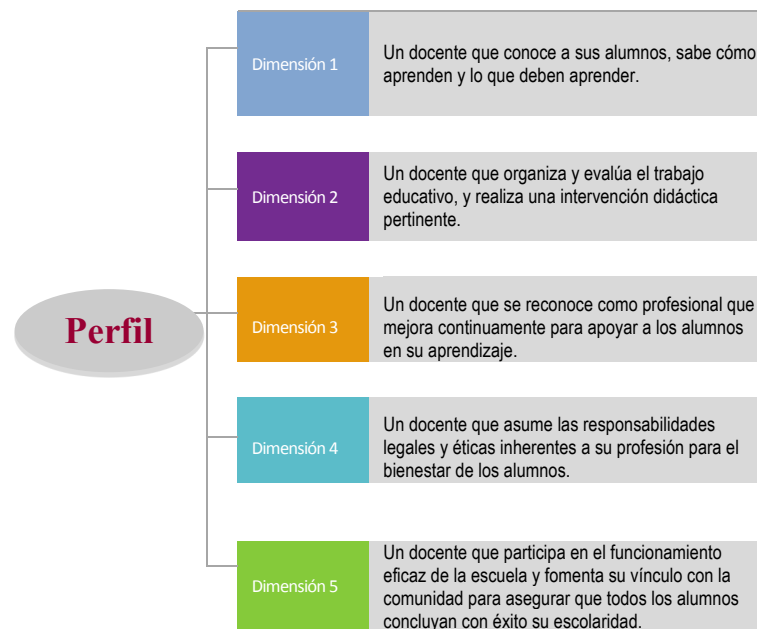 Dimensión 1
Un docente que conoce a sus alumnos, sabe cómo
aprenden y lo que deben aprender.
Dimensión 2
Un docente que organiza y evalúa el trabajo
educativo, y realiza una intervención didáctica
pertinente.
Perfil
Dimensión 3
Un docente que se reconoce como profesional que
mejora continuamente para apoyar a los alumnos
en su aprendizaje.
Dimensión 4
Un docente que asume las responsabilidades
legales y éticas inherentes a su profesión para el
bienestar de los alumnos.
Dimensión 5
Un docente que participa en el funcionamiento
eficaz de la escuela y fomenta su vínculo con la
comunidad para asegurar que todos los alumnos
concluyan con éxito su escolaridad.